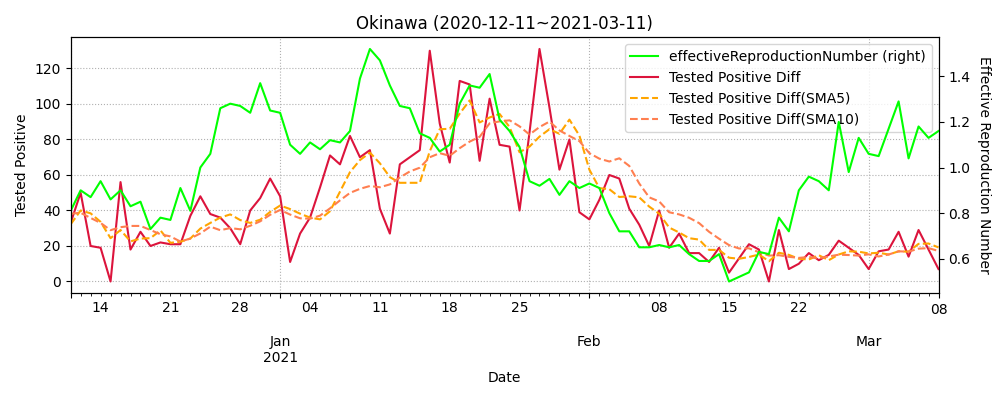 Okinawa (2020-12-11~2021-03-11)
effectiveReproductionNumber (right)
Tested Positive Diff
Tested Positive Diff(SMA5)
Tested Positive Diff(SMA10)
Tested Positive
120
100
80
60
40
20
0
1.4
1.2
1.0
0.8
0.6
Effective Reproduction Number
14 21 28 04 11 18 25 08 15 22 08
Jan Feb Mar
2021
Date